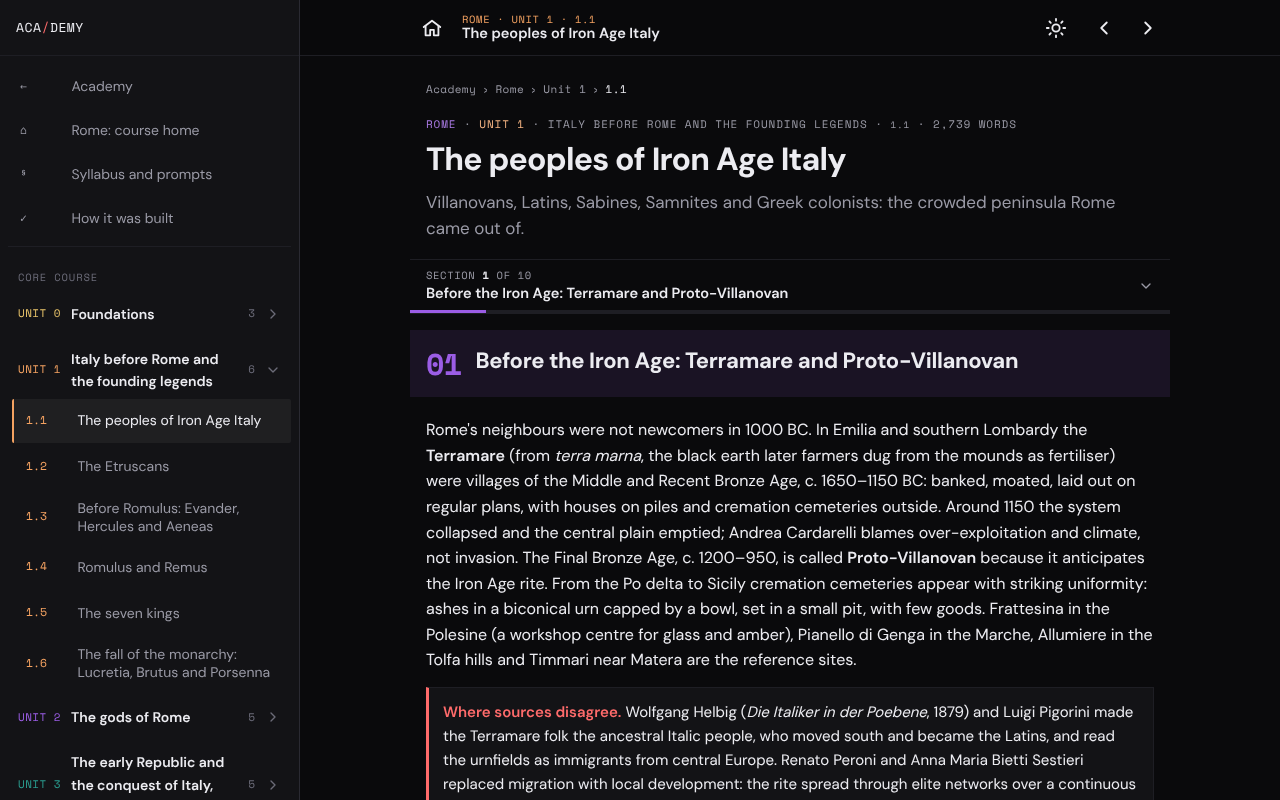 ACA/DEMY
← Academy
⌂ Rome: course home
§ Syllabus and prompts
✓ How it was built
CORE COURSE
UNIT 0 Foundations 3
UNIT 1 Italy before Rome and the founding legends 6
1.1 The peoples of Iron Age Italy
1.2 The Etruscans
1.3 Before Romulus: Evander,
Hercules and Aeneas
1.4 Romulus and Remus
1.5 The seven kings
1.6 The fall of the monarchy:
Lucretia, Brutus and Porsenna
UNIT 2 The gods of Rome 5
UNIT 3 The early Republic and
the conquest of Italy, 5
ROME · UNIT 1 · 1.1
The peoples of Iron Age Italy
Academy › Rome › Unit 1 › 1.1
ROME · UNIT 1 · ITALY BEFORE ROME AND THE FOUNDING LEGENDS · 1.1 · 2,739 WORDS
The peoples of Iron Age Italy
Villanovans, Latins, Sabines, Samnites and Greek colonists: the crowded peninsula Rome
came out of.
SECTION 1 OF 10
Before the Iron Age: Terramare and Proto-Villanovan
01 Before the Iron Age: Terramare and Proto-Villanovan
Rome's neighbours were not newcomers in 1000 BC. In Emilia and southern Lombardy the
Terramare (from terra marna, the black earth later farmers dug from the mounds as fertiliser)
were villages of the Middle and Recent Bronze Age, c. 1650–1150 BC: banked, moated, laid out on
regular plans, with houses on piles and cremation cemeteries outside. Around 1150 the system
collapsed and the central plain emptied; Andrea Cardarelli blames over-exploitation and climate,
not invasion. The Final Bronze Age, c. 1200–950, is called Proto-Villanovan because it anticipates
the Iron Age rite. From the Po delta to Sicily cremation cemeteries appear with striking uniformity:
ashes in a biconical urn capped by a bowl, set in a small pit, with few goods. Frattesina in the
Polesine (a workshop centre for glass and amber), Pianello di Genga in the Marche, Allumiere in the
Tolfa hills and Timmari near Matera are the reference sites.
Where sources disagree. Wolfgang Helbig (Die Italiker in der Poebene, 1879) and Luigi Pigorini made
the Terramare folk the ancestral Italic people, who moved south and became the Latins, and read
the urnfields as immigrants from central Europe. Renato Peroni and Anna Maria Bietti Sestieri
replaced migration with local development: the rite spread through elite networks over a continuous